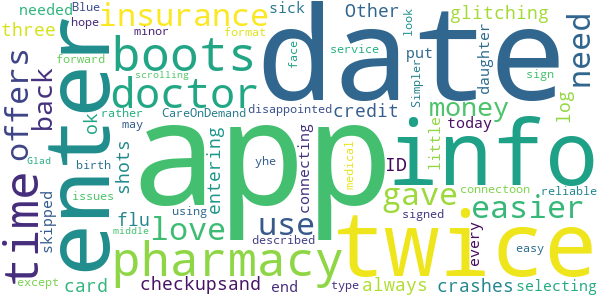 needed Blue insurance sick Other date glitching
three hope minor format face look need
enter boots put service daughter
offers back forward scrolling Simpler sign
doctor rather disappointed credit money log
ok may CareOnDemand today
time app info
Glad birth shots entering yhe connecting medical ID little connectoon reliable
skipped issues flu using love use gave signed every easier
middle pharmacy described twice easy
card except checkupsand end type always crashes selecting